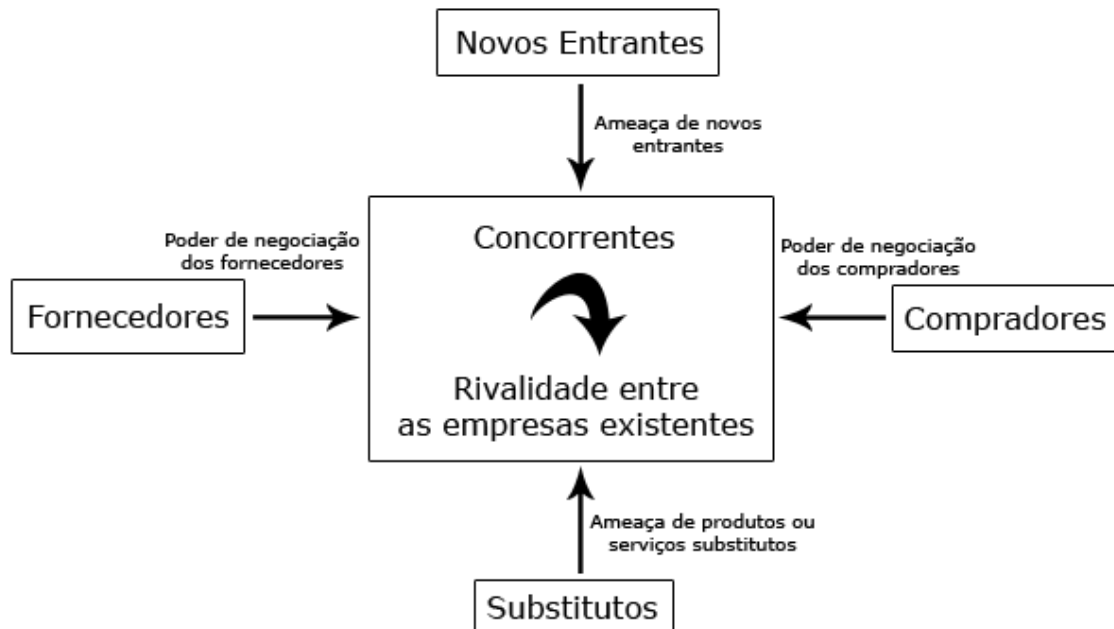 Novos Entrantes
Ameaça de novos
entrantes
Concorrentes
Poder de negociação
dos fornecedores
Poder de negociação
dos compradores
Fornecedores
Compradores
Rivalidade entre
as empresas existentes
Ameaça de produtos ou
serviços substitutos
Substitutos